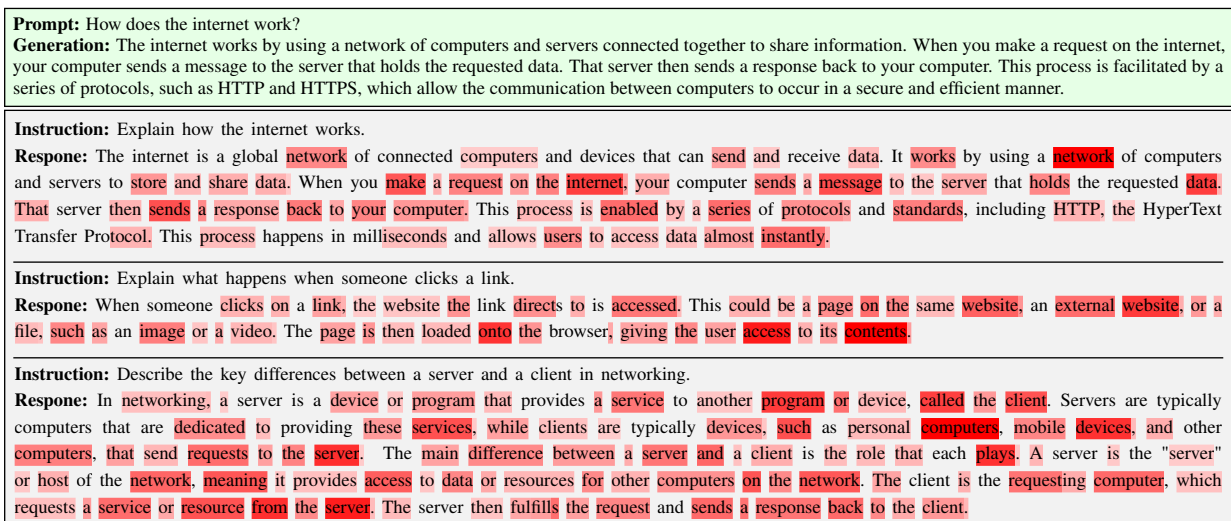 Prompt: How does the internet work?
Generation: The internet works by using a network of computers and servers connected together to share information. When you make a request on the internet,
your computer sends a message to the server that holds the requested data. That server then sends a response back to your computer. This process is facilitated by a
series of protocols, such as HTTP and HTTPS, which allow the communication between computers to occur in a secure and efficient manner.
Instruction: Explain how the internet works.
Respone: The internet is a global network of connected computers and devices that can send and receive data. It works by using a network of computers
and servers to store and share data. When you make a request on the internet, your computer sends a message to the server that holds the requested data.
That server then sends a response back to your computer. This process is enabled by a series of protocols and standards, including HTTP, the HyperText
Transfer Protocol. This process happens in milliseconds and allows users to access data almost instantly.
Instruction: Explain what happens when someone clicks a link.
Respone: When someone clicks on a link, the website the link directs to is accessed. This could be a page on the same website, an external website, or a
file, such as an image or a video. The page is then loaded onto the browser, giving the user access to its contents.
Instruction: Describe the key differences between a server and a client in networking.
Respone: In networking, a server is a device or program that provides a service to another program or device, called the client. Servers are typically
computers that are dedicated to providing these services, while clients are typically devices, such as personal computers, mobile devices, and other
computers, that send requests to the server. The main difference between a server and a client is the role that each plays. A server is the "server"
or host of the network, meaning it provides access to data or resources for other computers on the network. The client is the requesting computer, which
requests a service or resource from the server. The server then fulfills the request and sends a response back to the client.